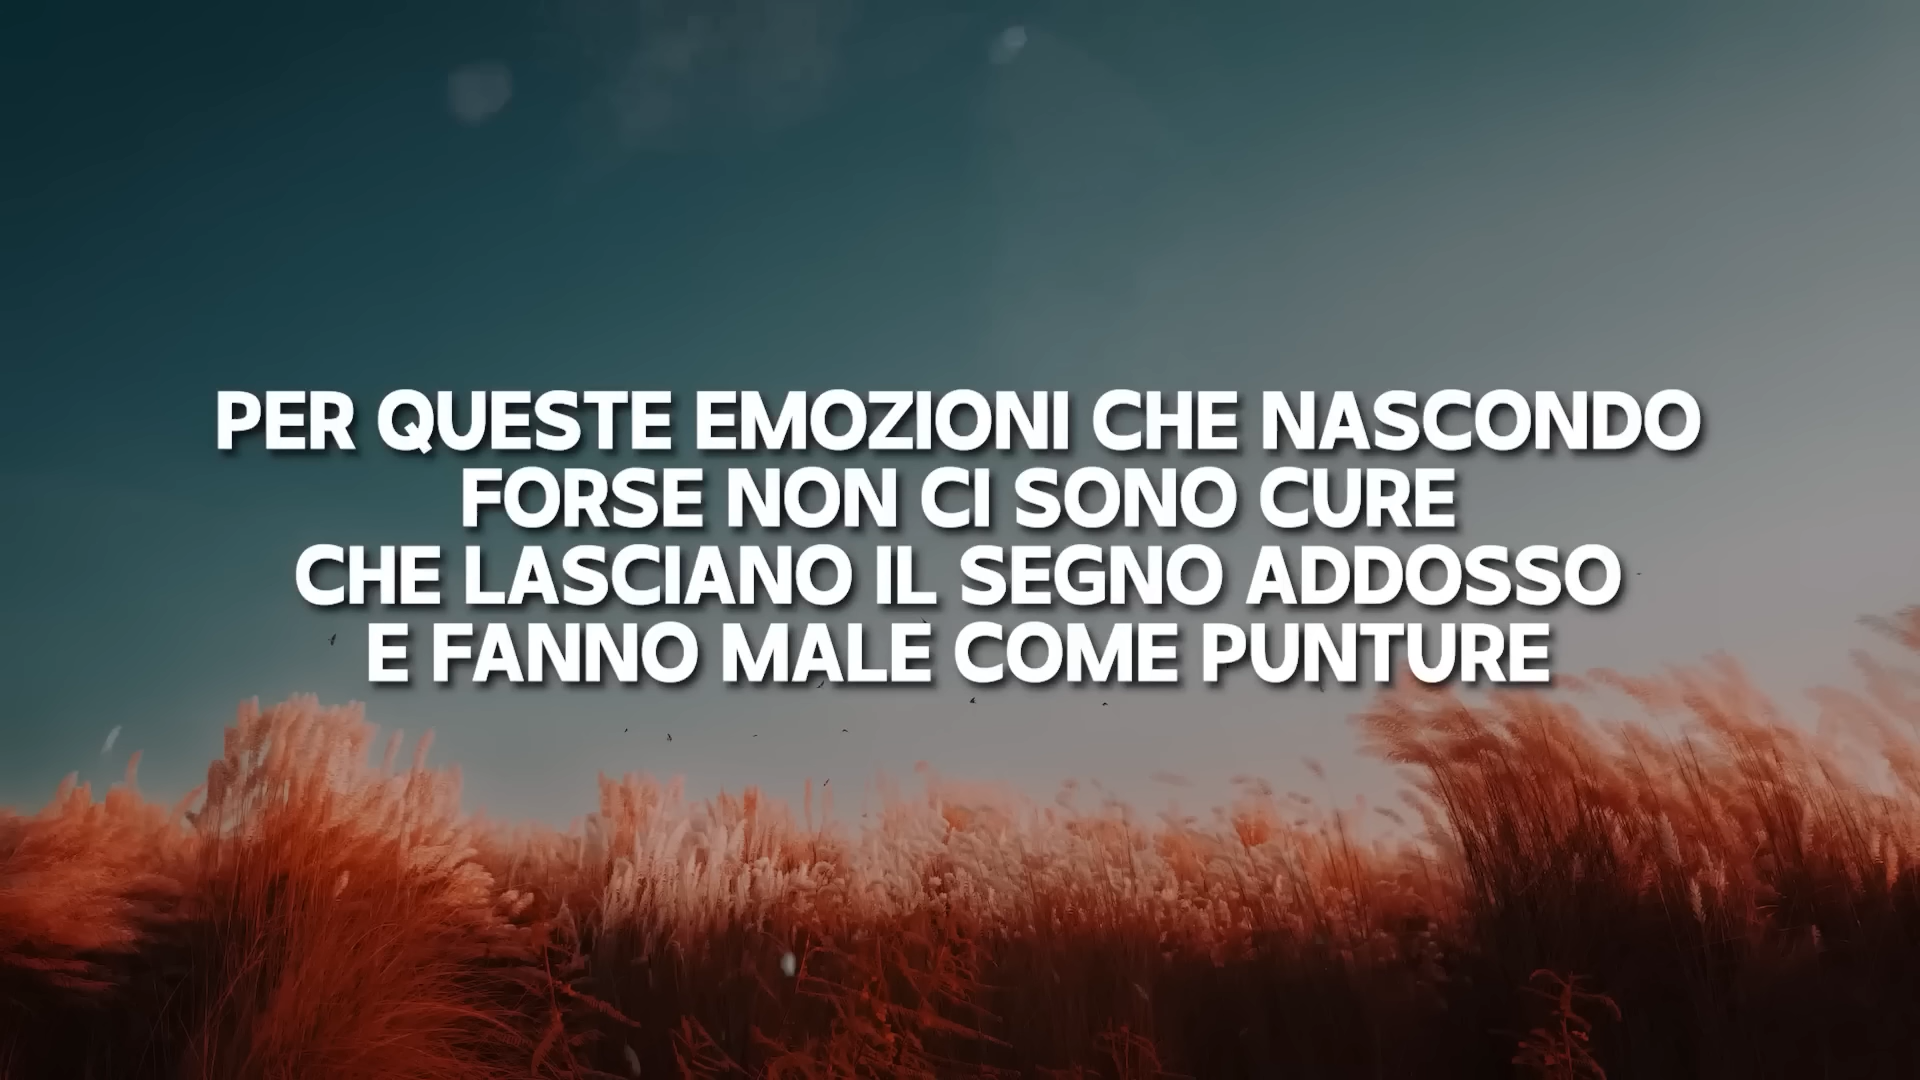 PER QUESTE EMOZIONI CHE NASCONDO
FORSE NON CI SONO CURE
CHE LASCIANO IL SEGNO ADDOSSO
E FANNO MALE COME PUNTURE